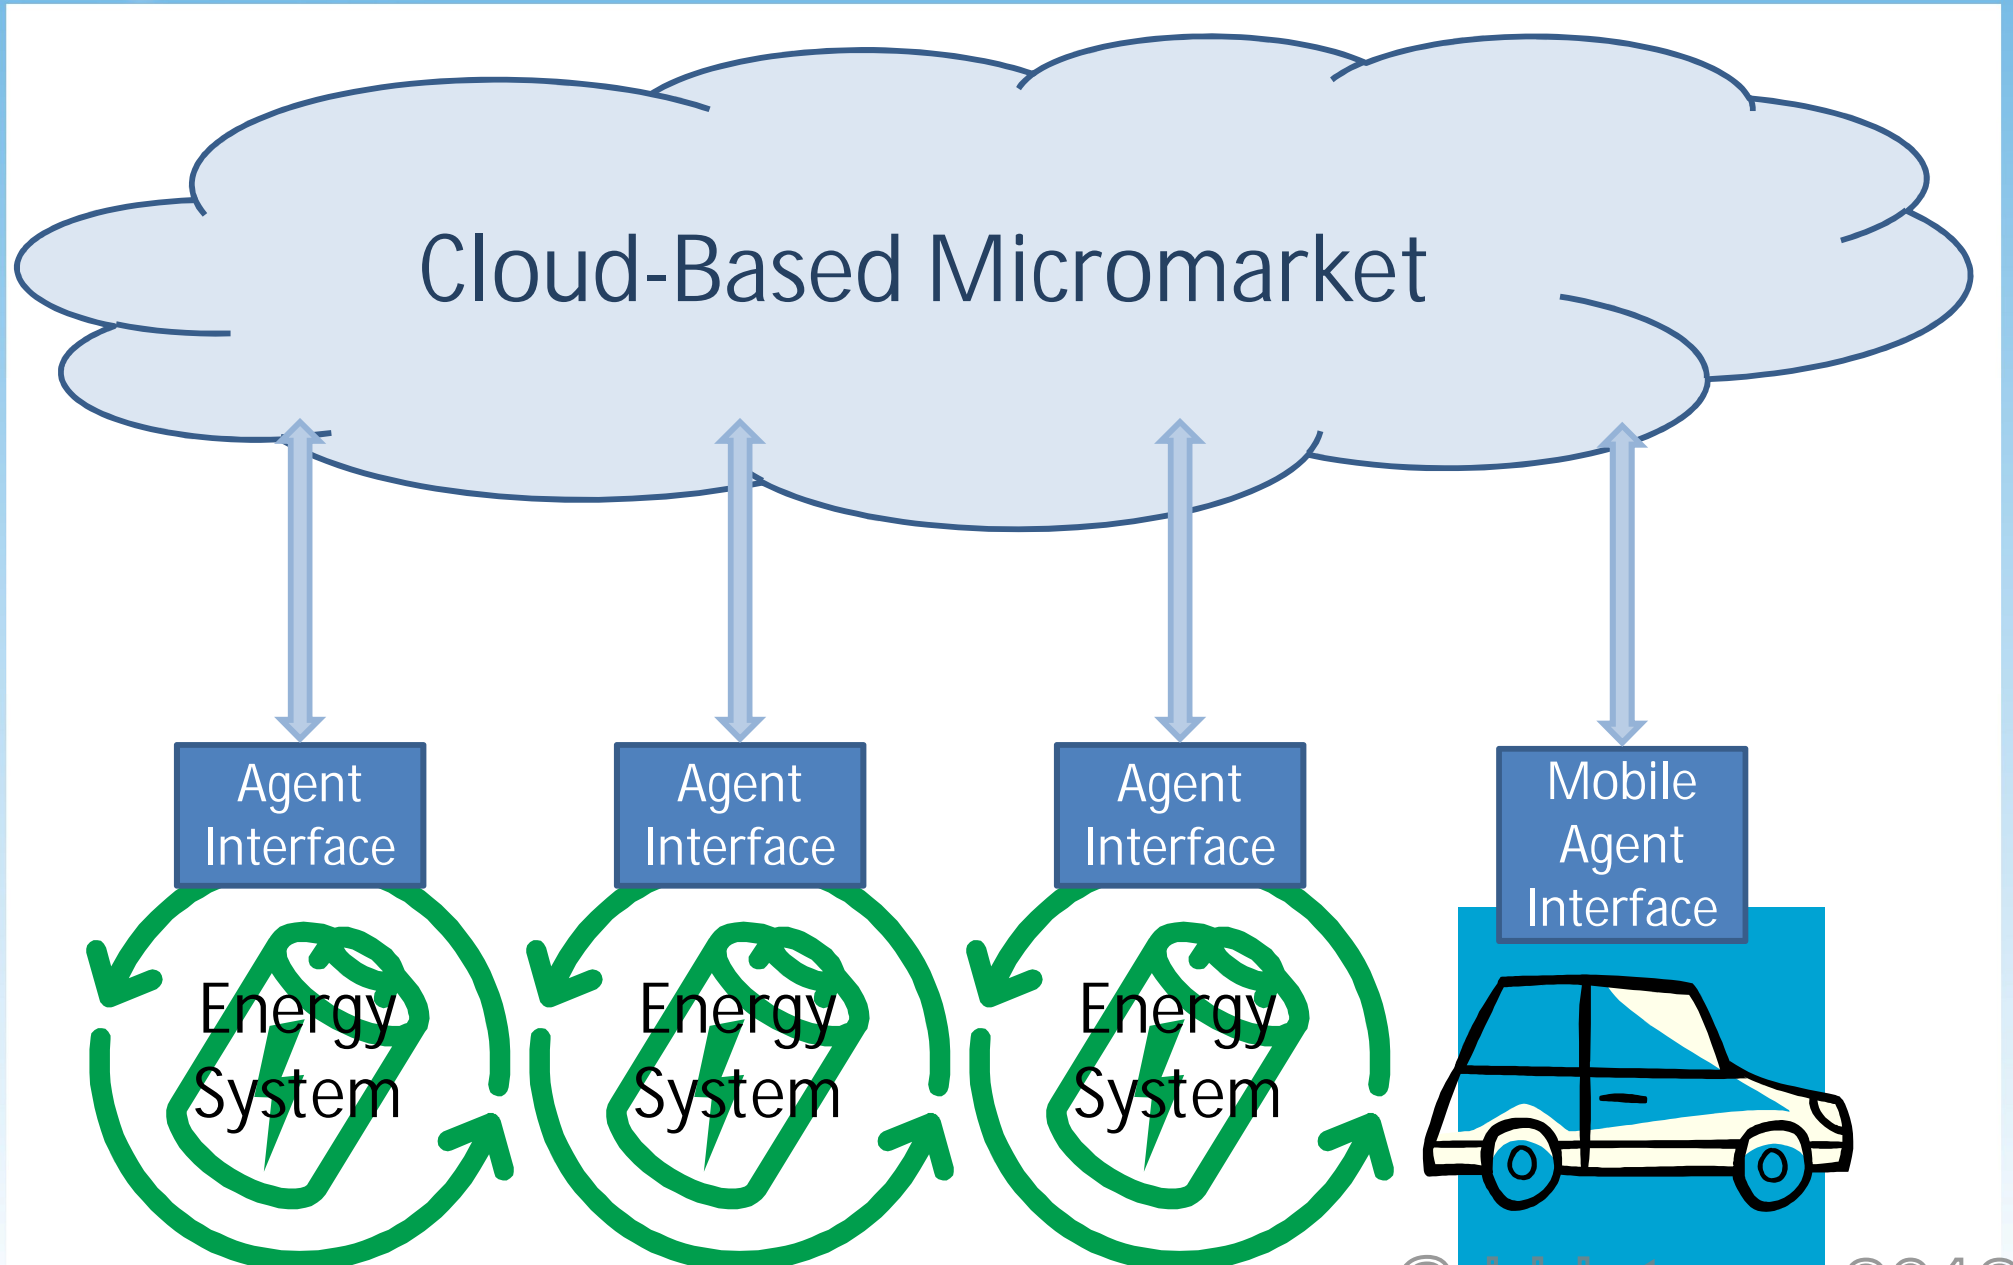 Cloud-Based Micromarket
Agent
Interface
Agent
Interface
Agent
Interface
Mobile
Agent
Interface
Energy
System
Energy
System
Energy
System